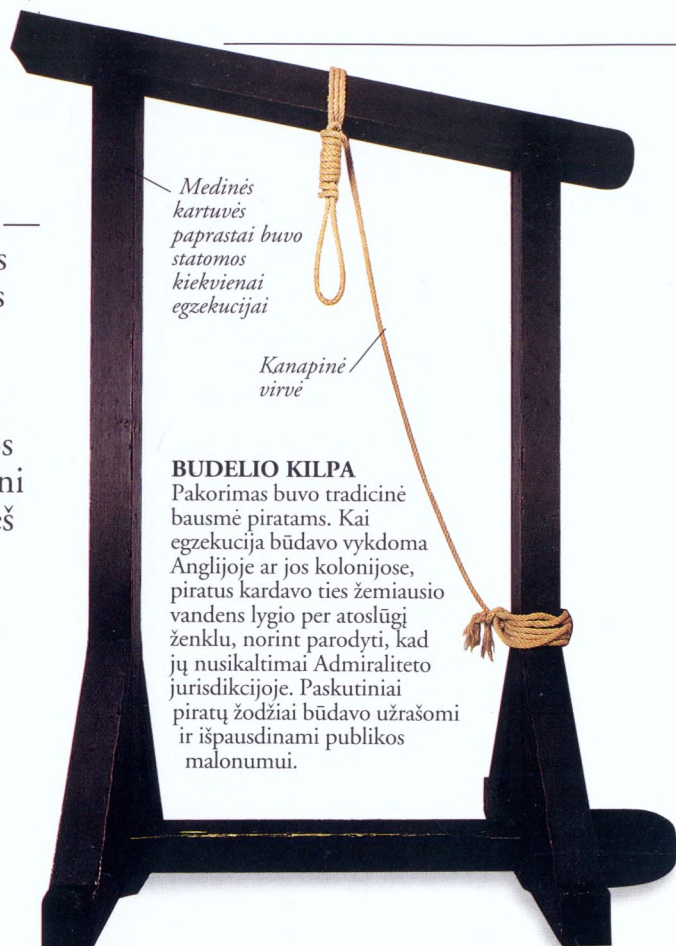 Medinės
kartuvės
paprastai buvo
statomos
kiekvienai
egzekucijai
Kanapinė
virvė
BUDELIO KILPA
Pakorimas buvo tradicinė
bausmė piratams. Kai
egzekucija būdavo vykdoma
Anglijoje ar jos kolonijose,
piratus kardavo ties žemiausio
vandens lygio per atoslūgį
ženklu, norint parodyti, kad
jų nusikaltimai Admiraliteto
jurisdikcijoje. Paskutiniai
piratų žodžiai būdavo užrašomi
ir išpausdinami publikos
malonumui.